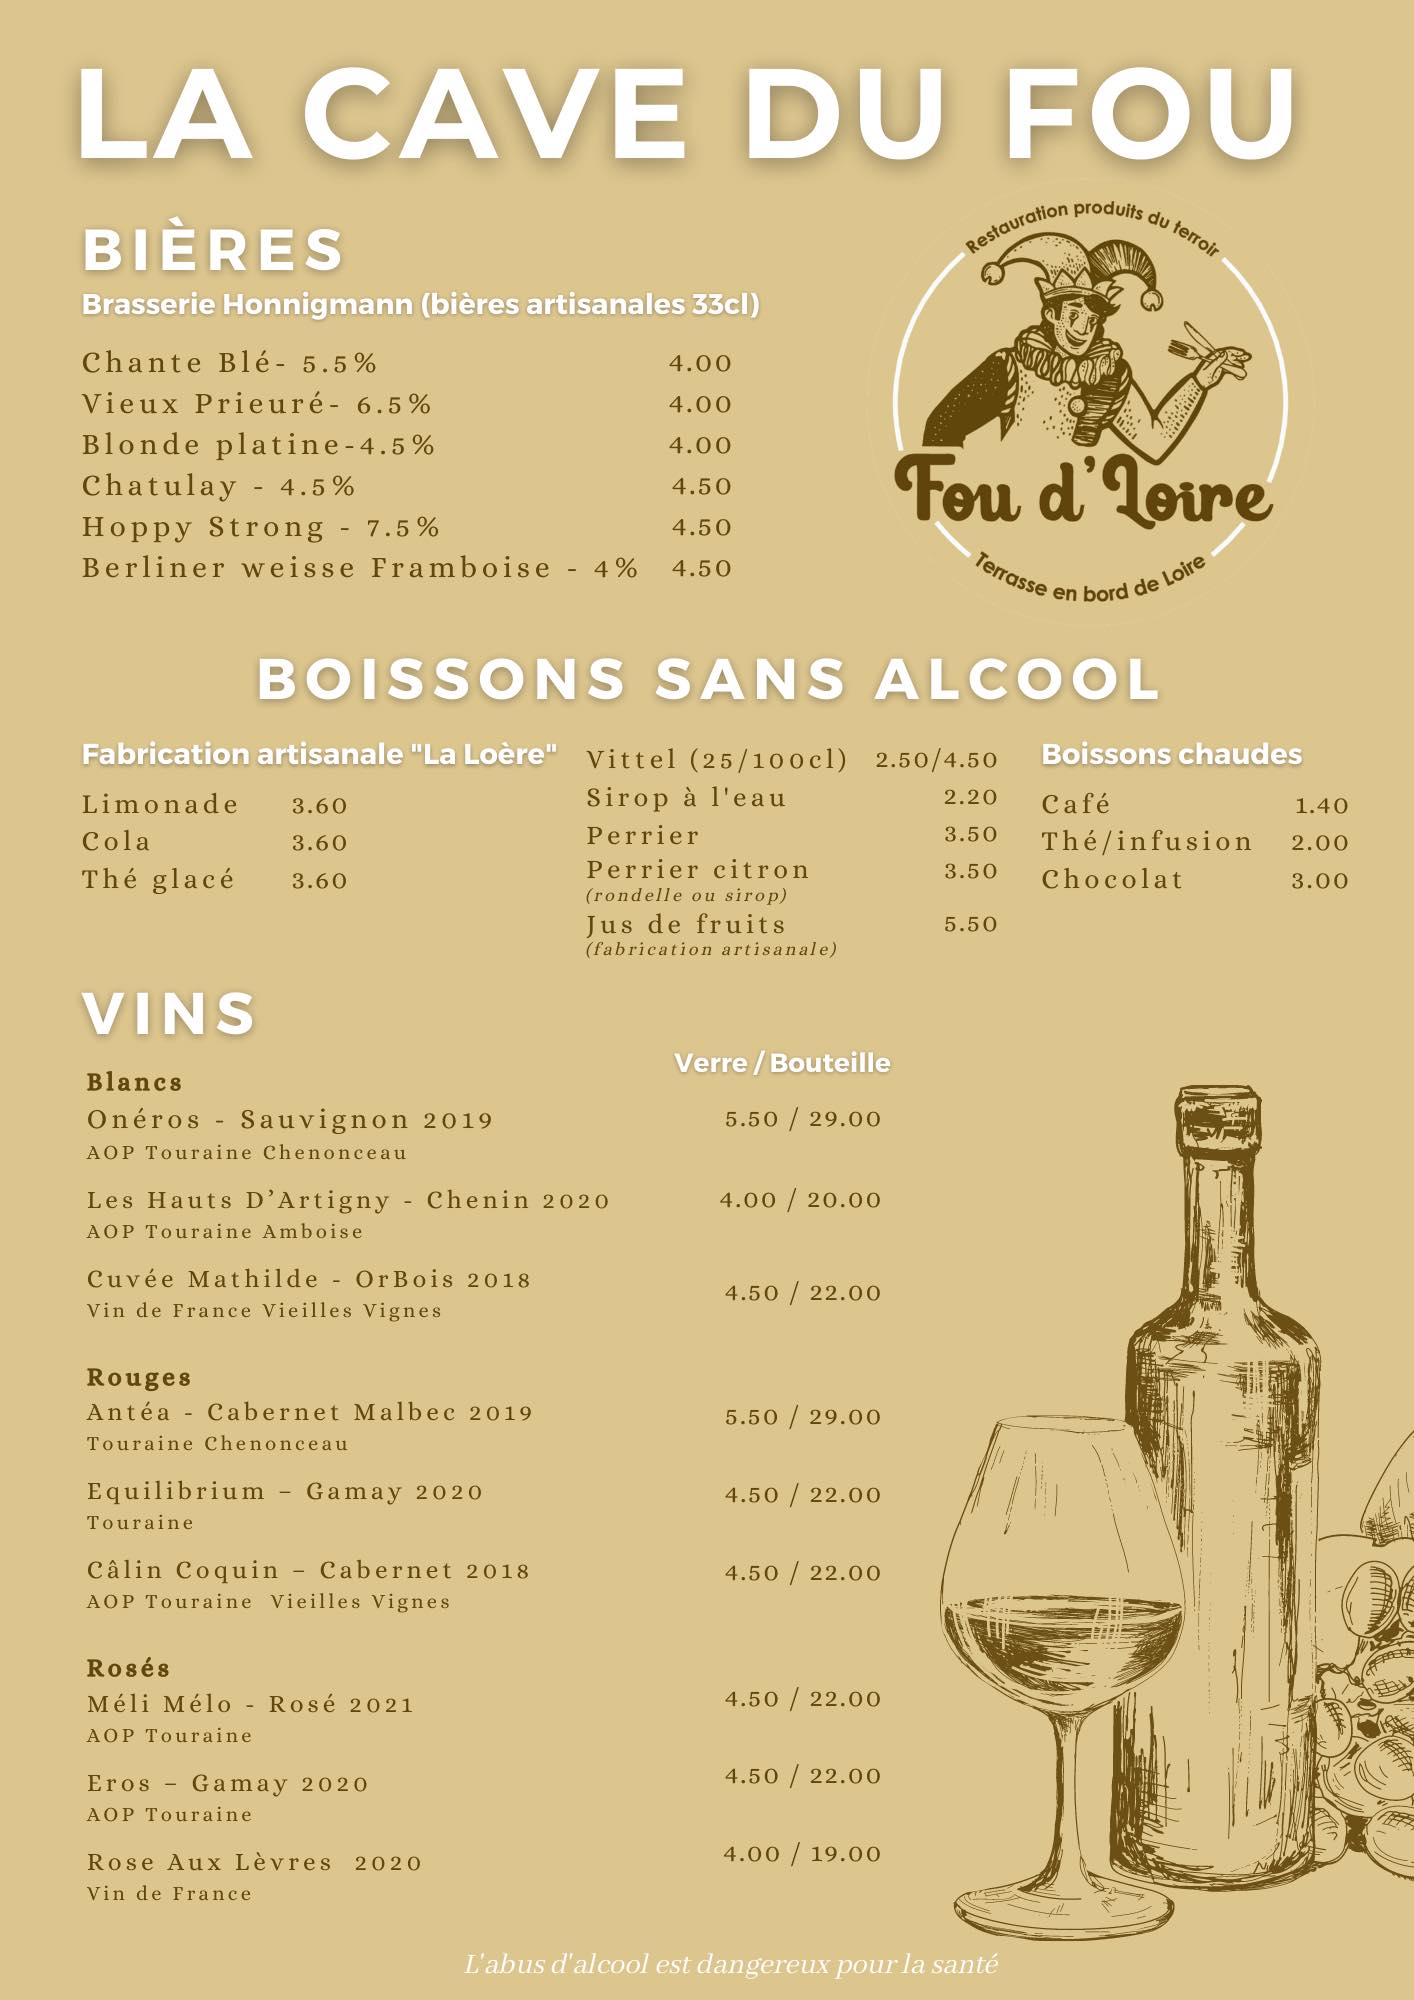 LA CAVE DU FOU
BIÈRES
Brasserie Honnigmann (bières artisanales 33cl)
Chante Blé- 5.5% 4.00
Vieux Prieuré- 6.5% 4.00
Blonde platine-4.5% 4.00
Chatulay - 4.5% 4.50
Hoppy Strong - 7.5% 4.50
Berliner weisse Framboise - 4% 4.50
Restauration produits du terroir
Fou d'Loire
Terrasse en bord de Loire
BOISSONS SANS ALCOOL
Fabrication artisanale "La Loère"
Limonade 3.60
Cola 3.60
Thé glacé 3.60
Vittel (25/100cl) 2.50/4.50
Sirop à l'eau 2.20
Perrier 3.50
Perrier citron 3.50
(rondelle ou sirop)
Jus de fruits 5.50
(fabrication artisanale)
Boissons chaudes
Café 1.40
Thé/infusion 2.00
Chocolat 3.00
VINS
Verre / Bouteille
Blancs
Onéros - Sauvignon 2019 5.50 / 29.00
AOP Touraine Chenonceau
Les Hauts D’Artigny - Chenin 2020 4.00 / 20.00
AOP Touraine Amboise
Cuvée Mathilde - OrBois 2018 4.50 / 22.00
Vin de France Vieilles Vignes
Rouges
Antéa - Cabernet Malbec 2019 5.50 / 29.00
Touraine Chenonceau
Equilibrium – Gamay 2020 4.50 / 22.00
Touraine
Câlin Coquin – Cabernet 2018 4.50 / 22.00
AOP Touraine  Vieilles Vignes
Rosés
Méli Mélo - Rosé 2021 4.50 / 22.00
AOP Touraine
Eros – Gamay 2020 4.50 / 22.00
AOP Touraine
Rose Aux Lèvres  2020 4.00 / 19.00
Vin de France
L'abus d'alcool est dangereux pour la santé